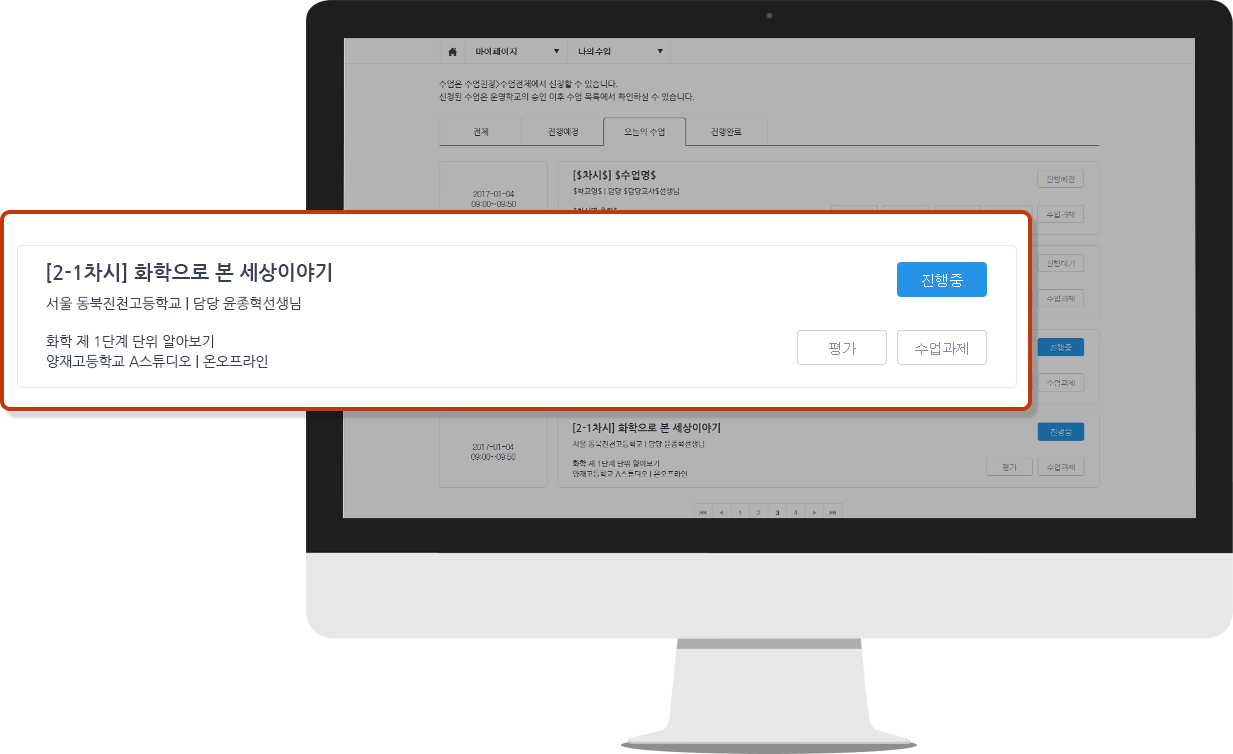 마이페이지 ▼ 나의수업 ▼
수업은 수업신청>수업전체에서 신청할 수 있습니다.
신청된 수업은 운영학교의 승인 이후 수업 목록에서 확인하실 수 있습니다.
전체 진행예정 오늘의 수업 진행완료
[$차시$] $수업명$
$학교명$ | 담당 $담당교사$선생님
진행예정
2017-01-04
09:00~09:50
수업과제
[2-1차시] 화학으로 본 세상이야기
서울 동북진천고등학교 | 담당 윤종혁선생님
진행중
화학 제 1단계 단위 알아보기
양재고등학교 A스튜디오 | 온오프라인
평가 수업과제
진행대기
수업과제
진행중
수업과제
[2-1차시] 화학으로 본 세상이야기
서울 동북진천고등학교 | 담당 윤종혁선생님
진행중
2017-01-04
09:00~09:50
화학 제 1단계 단위 알아보기
양재고등학교 A스튜디오 | 온오프라인
평가 수업과제
1 2 3 4